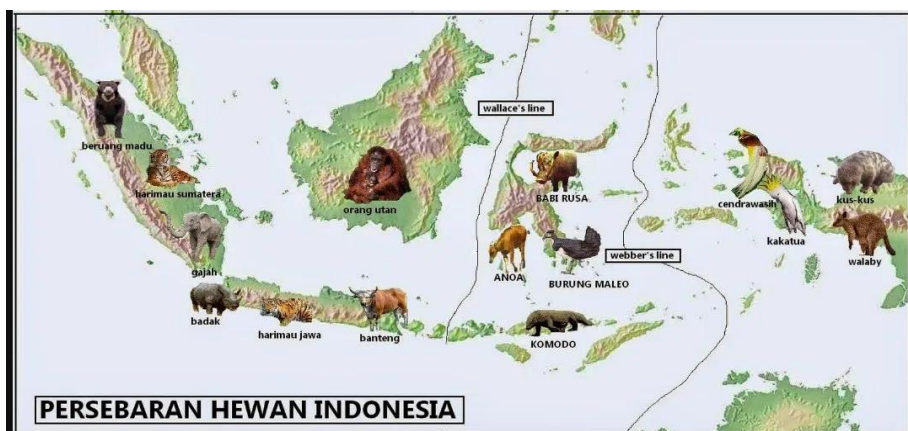 wallace's line
beruang madu
harimau sumatera
orang utan
BABI RUSA
cendrawasih
kus-kus
gajah
ANOA
BURUNG MALEO
webber's line
kakatua
walaby
badak
harimau jawa
banteng
KOMODO
PERSEBARAN HEWAN INDONESIA